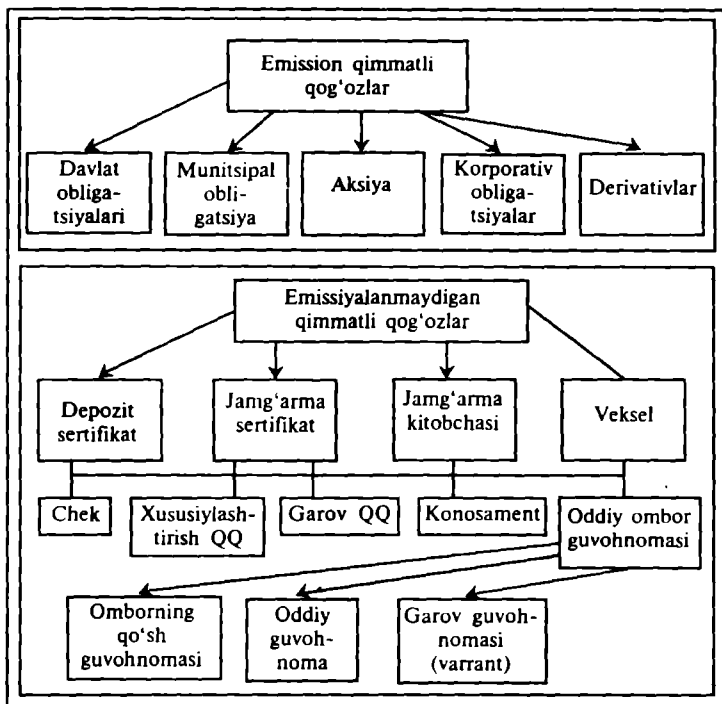 Emission qimmatli
qog‘ozlar
Davlat
obliga-
tsiyalari
Munitsipal
obli-
gatsiya
Aksiya
Korporativ
obliga-
tsiyalar
Derivativlar
Emissiyalanmaydigan
qimmatli qog‘ozlar
Depozit
sertifikat
Jamg‘arma
sertifikat
Jamg‘arma
kitobchasi
Veksel
Chek
Xususiylash-
tirish QQ
Garov QQ
Konosament
Oddiy ombor
guvohnomasi
Omborning
qo‘sh
guvohnomasi
Oddiy
guvoh-
noma
Garov guvoh-
nomasi
(varrant)